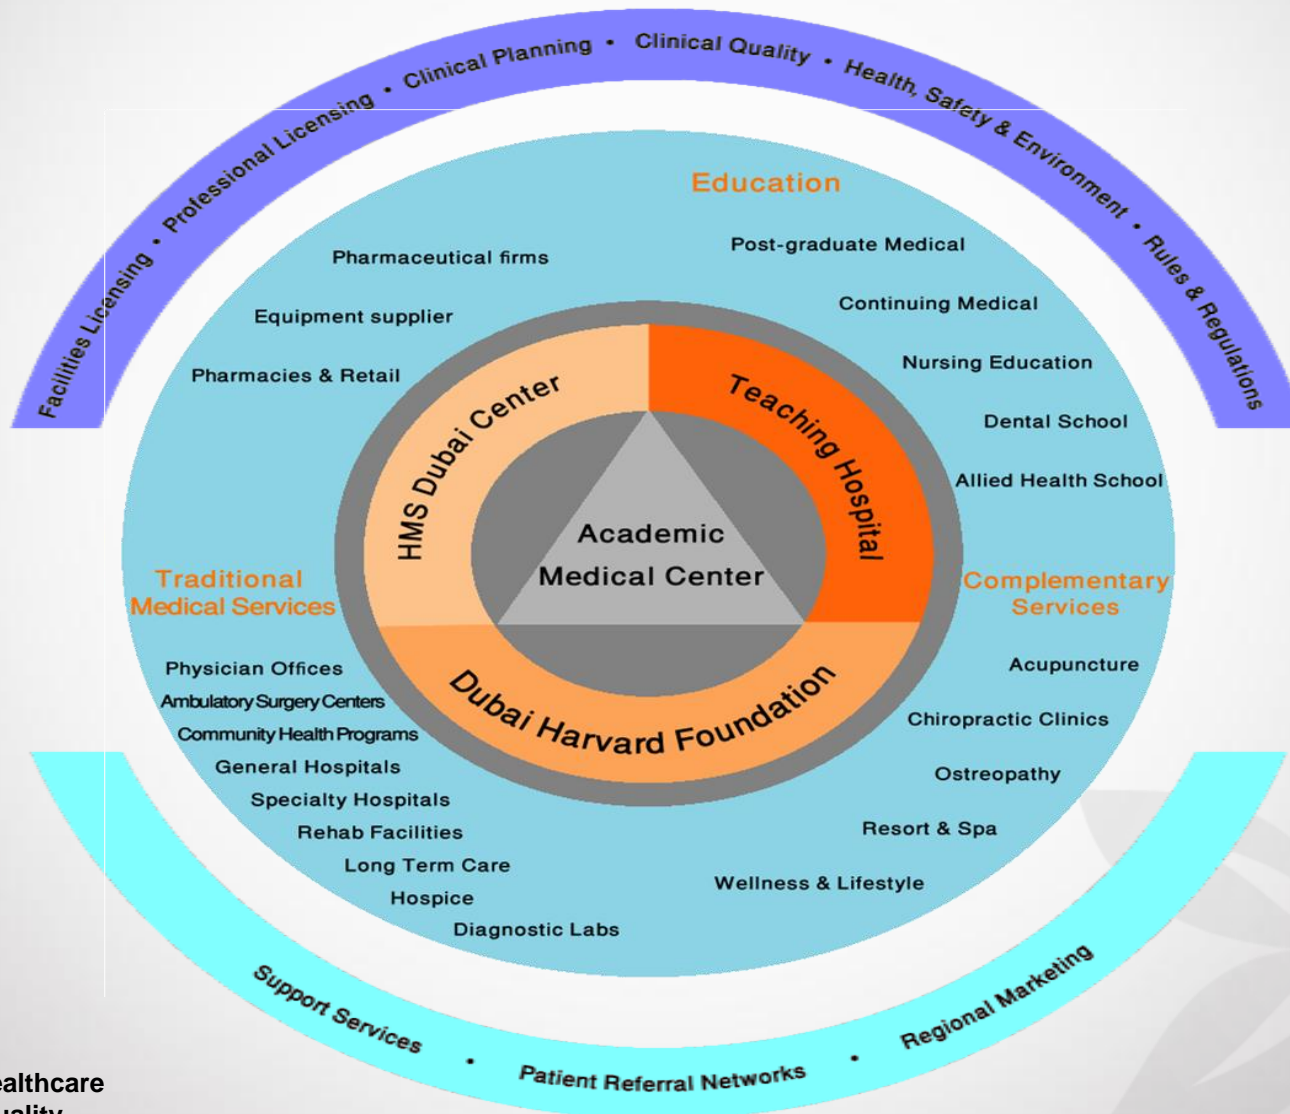 Facilities Licensing • Professional Licensing • Clinical Planning • Clinical Quality • Health, Safety & Environment • Rules & Regulations
Education
Post-graduate Medical
Continuing Medical
Nursing Education
Dental School
Allied Health School
Pharmaceutical firms
Equipment supplier
Pharmacies & Retail
HMS Dubai Center
Teaching Hospital
Dubai Harvard Foundation
Academic
Medical Center
Traditional
Medical Services
Physician Offices
Ambulatory Surgery Centers
Community Health Programs
General Hospitals
Specialty Hospitals
Rehab Facilities
Long Term Care
Hospice
Diagnostic Labs
Complementary
Services
Acupuncture
Chiropractic Clinics
Ostreopathy
Resort & Spa
Wellness & Lifestyle
Support Services • Patient Referral Networks • Regional Marketing